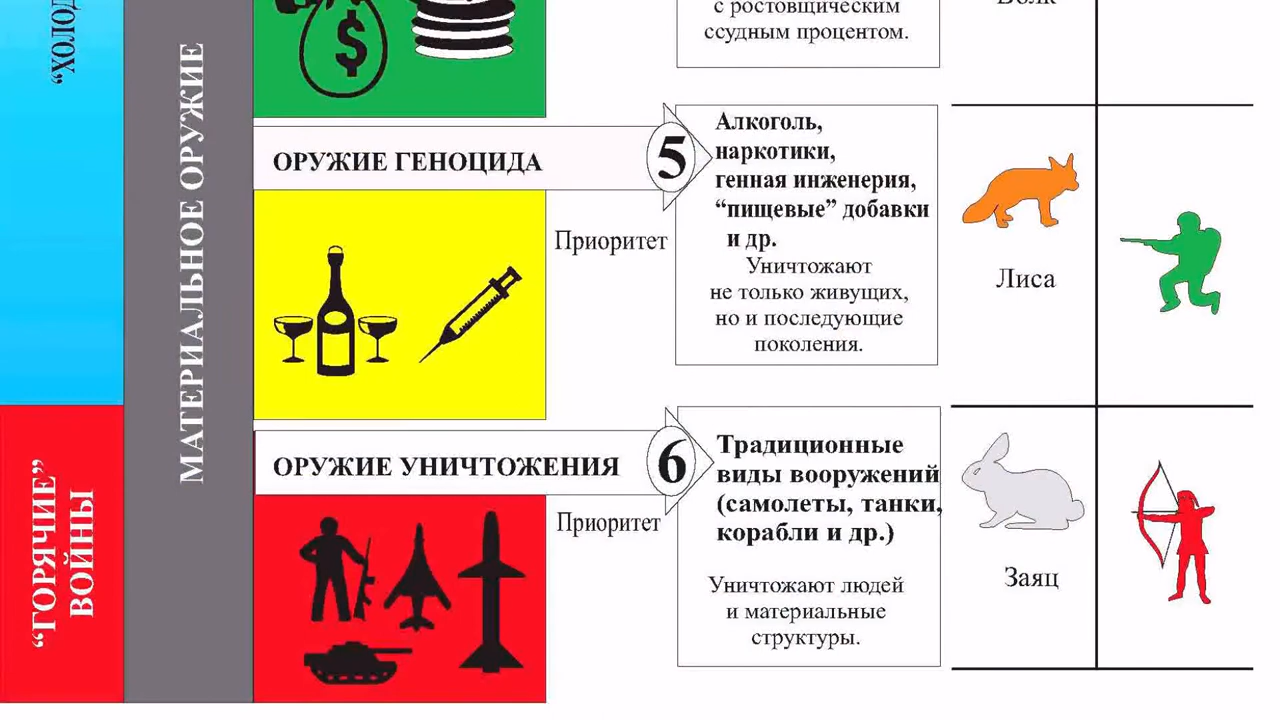 “ХОЛОД
МАТЕРИАЛЬНОЕ ОРУЖИЕ
“ГОРЯЧИЕ”
ВОЙНЫ
$
с ростовщическим
ссудным процентом.
Волк
ОРУЖИЕ ГЕНОЦИДА
5
Приоритет
Алкоголь,
наркотики,
генная инженерия,
“пищевые” добавки
и др.
Уничтожают
не только живущих,
но и последующие
поколения.
Лиса
ОРУЖИЕ УНИЧТОЖЕНИЯ
6
Приоритет
Традиционные
виды вооружений
(самолеты, танки,
корабли и др.)
Уничтожают людей
и материальные
структуры.
Заяц